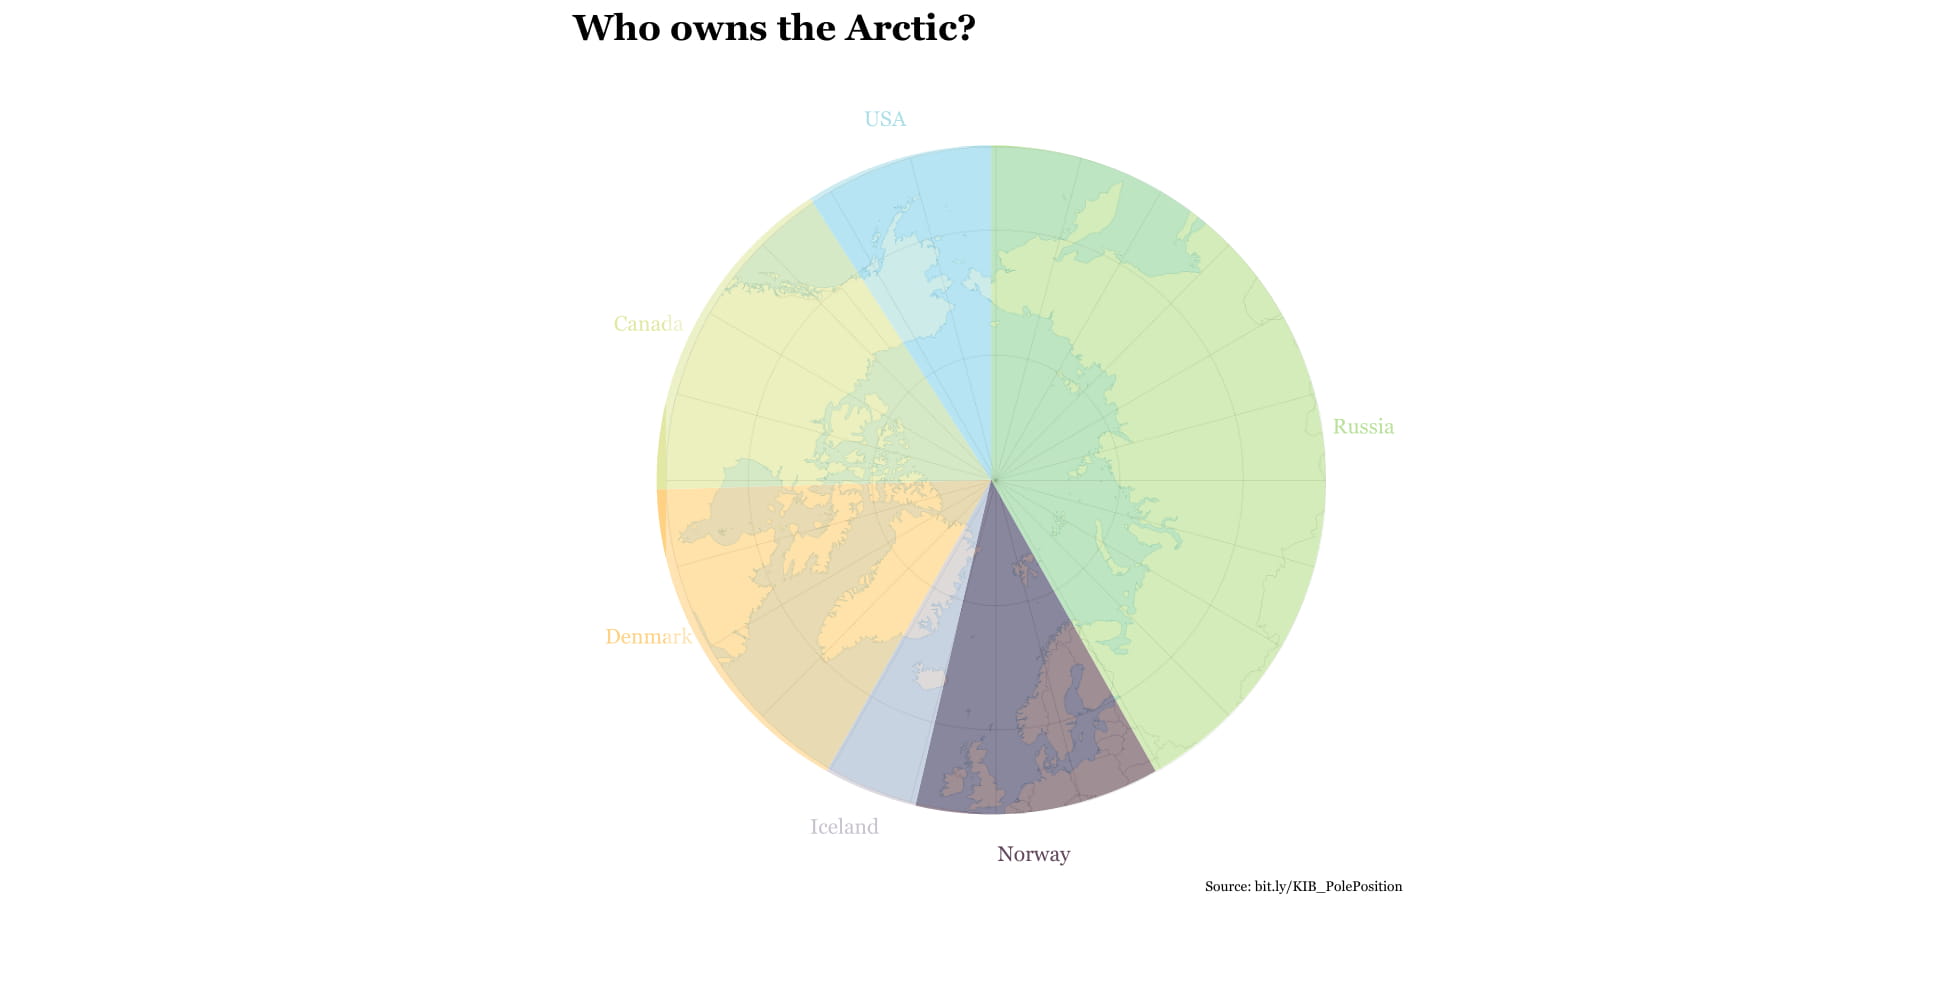 Who owns the Arctic?
USA
Canada
Russia
Denmark
Iceland
Norway
Source: bit.ly/KIB_PolePosition